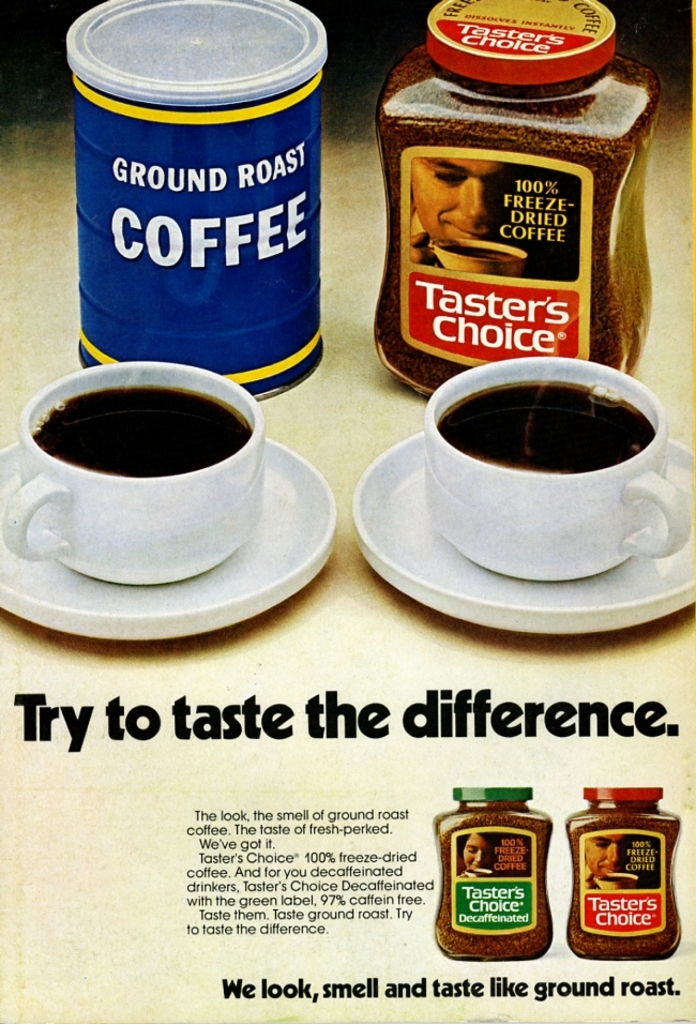 FREEZE COFFEE
DISSOLVES INSTANTLY
Taster's
Choice
GROUND ROAST
COFFEE
100%
FREEZE-
DRIED
COFFEE
Taster's
Choice®
Try to taste the difference.
The look, the smell of ground roast
coffee. The taste of fresh-perked.
We've got it.
Taster's Choice® 100% freeze-dried
coffee. And for you decaffeinated
drinkers, Taster's Choice Decaffeinated
with the green label, 97% caffein free.
Taste them. Taste ground roast. Try
to taste the difference.
100%
FREEZE-
DRIED
COFFEE
Taster's
Choice®
Decaffeinated
100%
FREEZE-
DRIED
COFFEE
Taster's
Choice®
We look, smell and taste like ground roast.